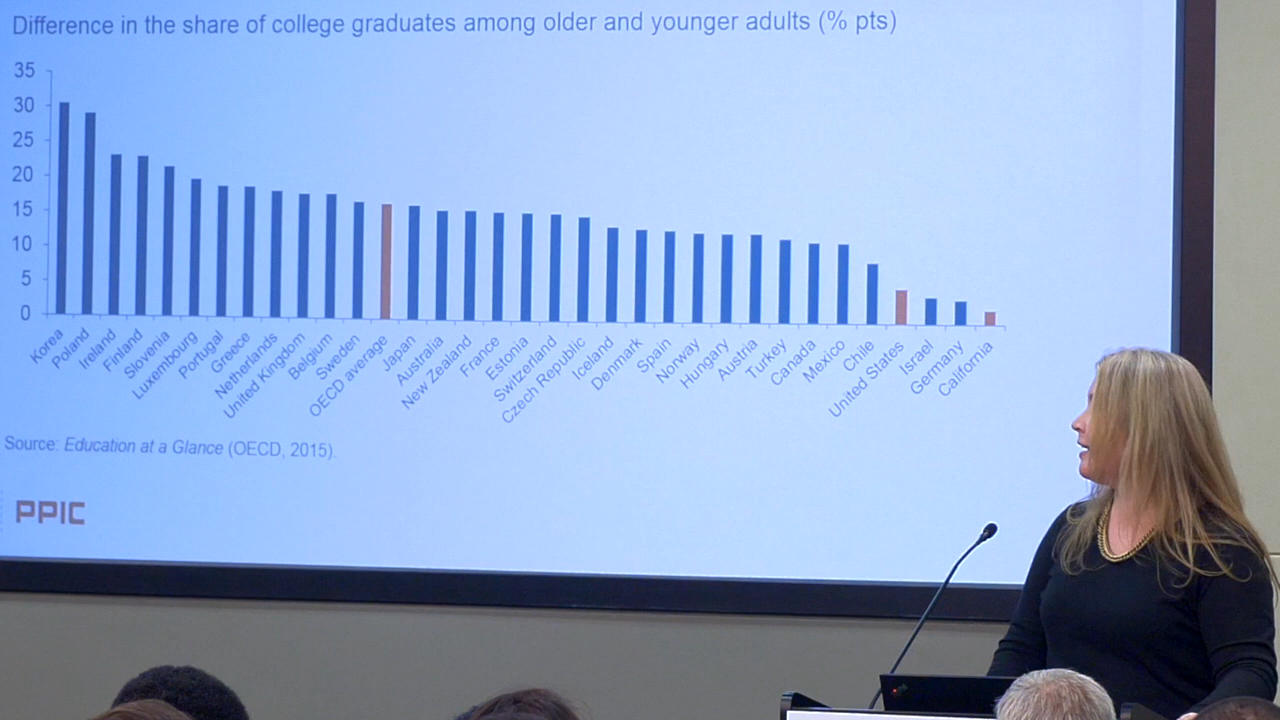 Difference in the share of college graduates among older and younger adults (% pts)
35
30
25
20
15
10
5
0
Korea
Poland
Ireland
Finland
Slovenia
Luxembourg
Portugal
Greece
Netherlands
United Kingdom
Belgium
Sweden
OECD average
Japan
Australia
New Zealand
France
Estonia
Switzerland
Czech Republic
Iceland
Denmark
Spain
Norway
Hungary
Austria
Turkey
Canada
Mexico
Chile
United States
Israel
Germany
California
Source: Education at a Glance (OECD, 2015).
PPIC